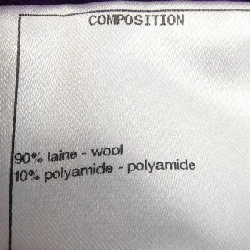 COMPOSITION
90% laine - wool
10% polyamide - polyamide